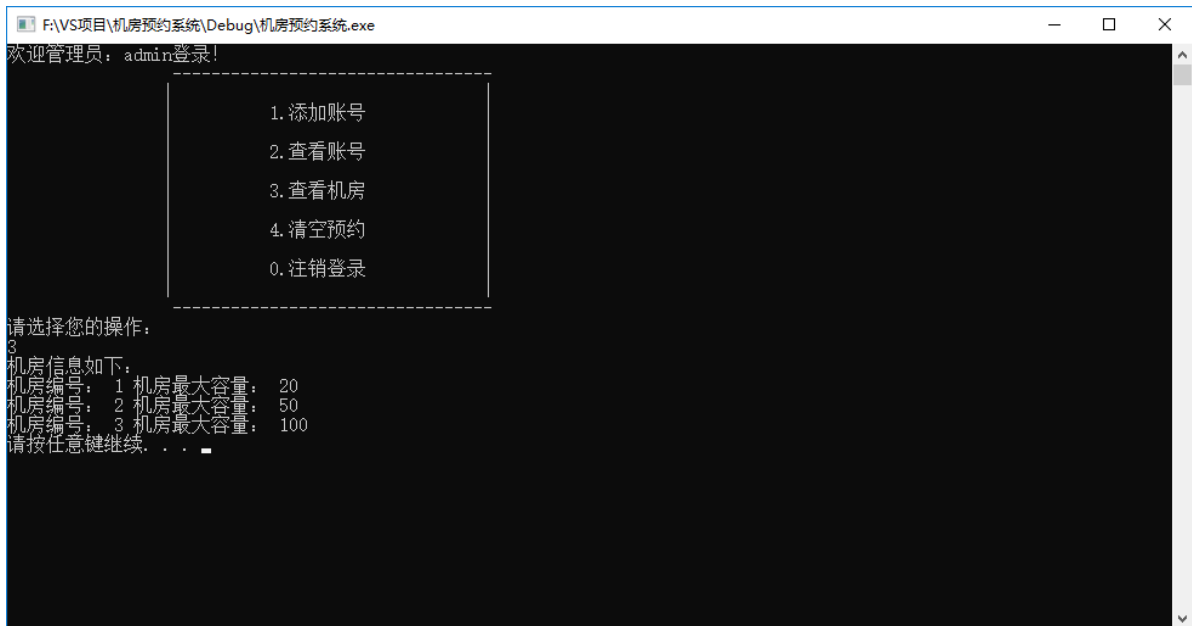 F:\VS项目\机房预约系统\Debug\机房预约系统.exe
欢迎管理员：admin登录!
---------------------------------
1.添加账号
2.查看账号
3.查看机房
4.清空预约
0.注销登录
---------------------------------
请选择您的操作：
3
机房信息如下：
机房编号： 1 机房最大容量： 20
机房编号： 2 机房最大容量： 50
机房编号： 3 机房最大容量： 100
请按任意键继续. . .